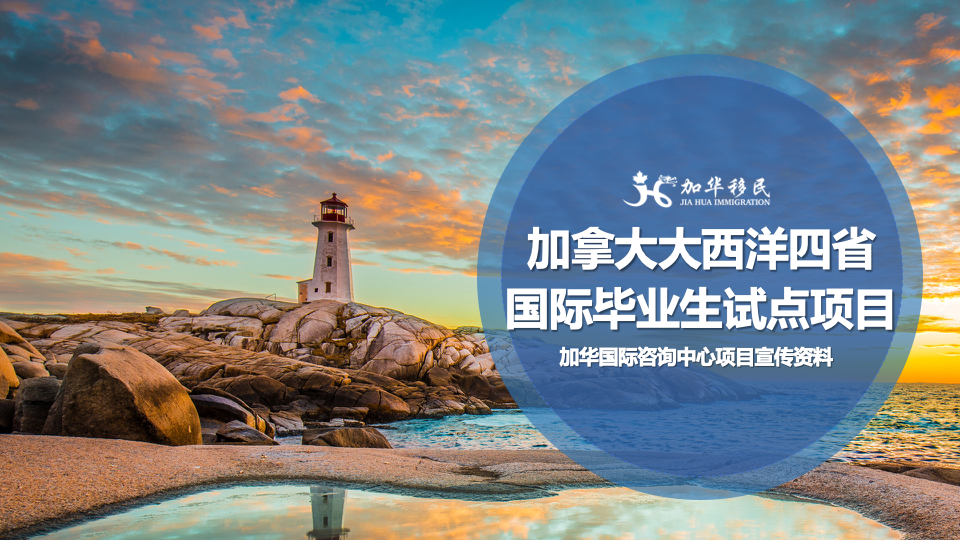 加华移民
JIA HUA IMMIGRATION
加拿大大西洋四省
国际毕业生试点项目
加华国际咨询中心项目宣传资料